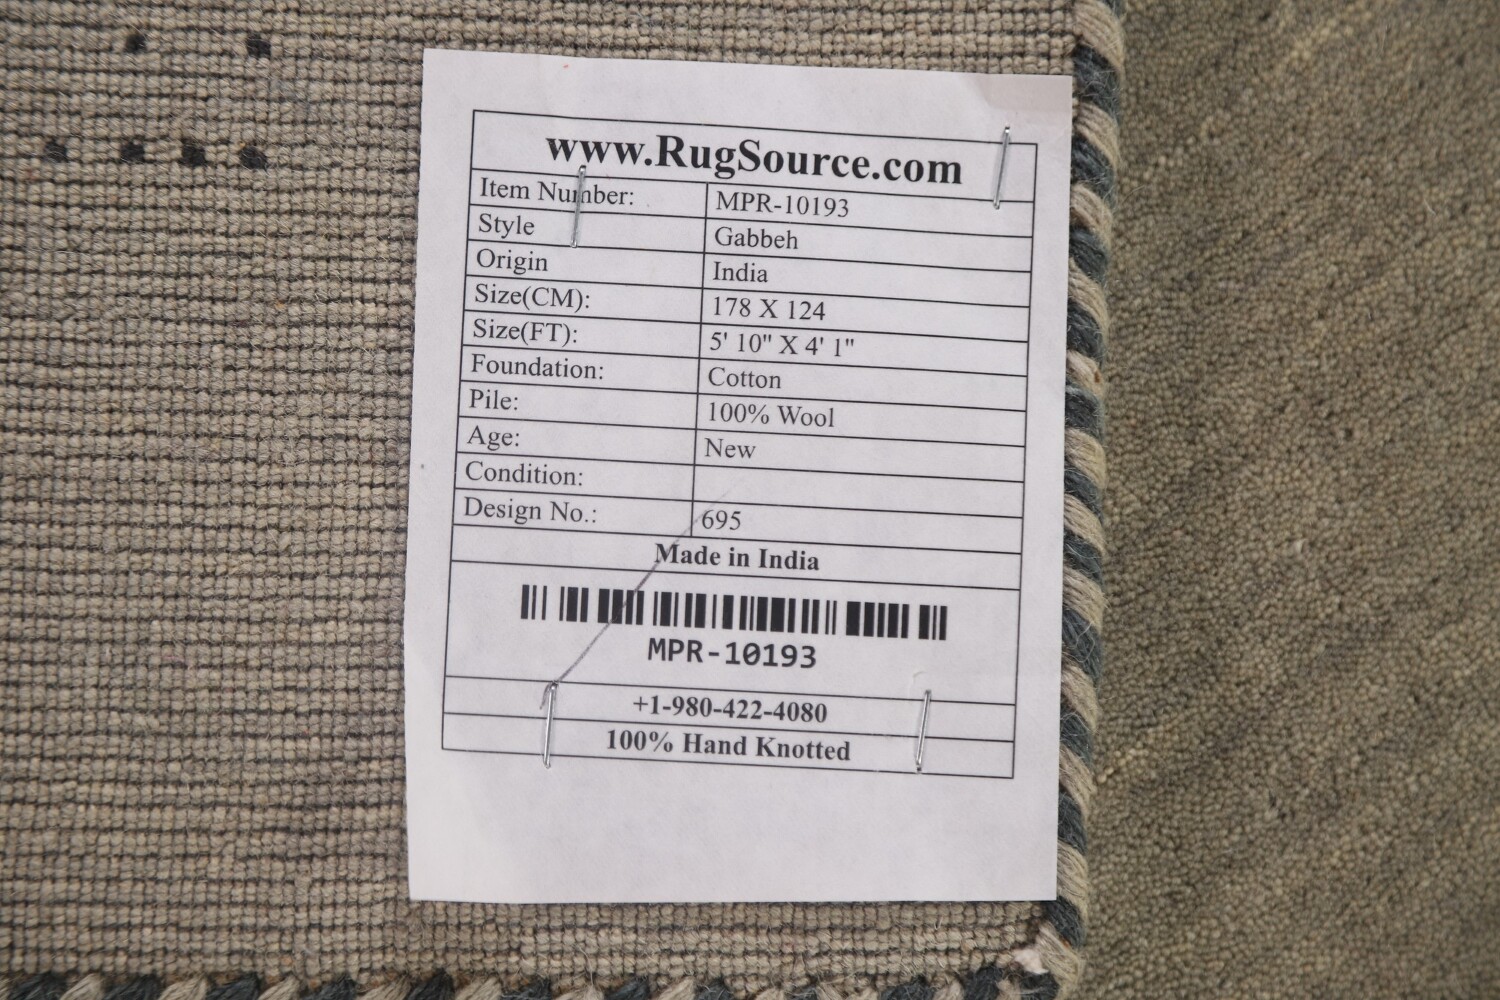 www.RugSource.com
Item Number: MPR-10193
Style Gabbeh
Origin India
Size(CM): 178 X 124
Size(FT): 5' 10" X 4' 1"
Foundation: Cotton
Pile: 100% Wool
Age: New
Condition:
Design No.: 695
Made in India
MPR-10193
+1-980-422-4080
100% Hand Knotted